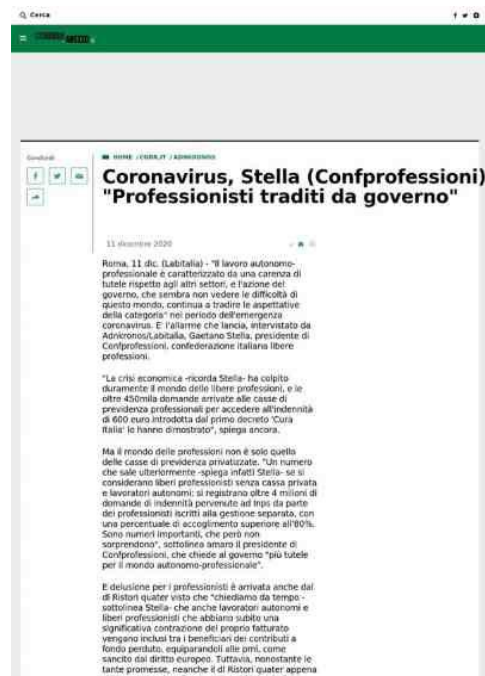 Cerca
Condividi
HOME / CORR.IT / ADNKRONOS
Coronavirus, Stella (Confprofessioni)
"Professionisti traditi da governo"
11 dicembre 2020
Roma, 11 dic. (Labitalia) - "Il lavoro autonomo-
professionale è caratterizzato da una carenza di
tutele rispetto agli altri settori, e l'azione del
governo, che sembra non vedere le difficoltà di
questo mondo, continua a tradire le aspettative
della categoria" nel periodo dell'emergenza
coronavirus. E' l'allarme che lancia, intervistato da
Adnkronos/Labitalia, Gaetano Stella, presidente di
Confprofessioni, confederazione italiana libere
professioni.
"La crisi economica -ricorda Stella- ha colpito
duramente il mondo delle libere professioni, e le
oltre 450mila domande arrivate alle casse di
previdenza professionali per accedere all'indennità
di 600 euro introdotta dal primo decreto 'Cura
Italia' lo hanno dimostrato", spiega ancora.
Ma il mondo delle professioni non è solo quello
delle casse di previdenza privatizzate. "Un numero
che sale ulteriormente -spiega infatti Stella- se si
considerano liberi professionisti senza cassa privata
e lavoratori autonomi; si registrano oltre 4 milioni di
domande di indennità pervenute ad Inps da parte
dei professionisti iscritti alla gestione separata, con
una percentuale di accoglimento superiore all'80%.
Sono numeri importanti, che però non
sorprendono", sottolinea amaro il presidente di
Confprofessioni, che chiede al governo "più tutele
per il mondo autonomo-professionale".
E delusione per i professionisti è arrivata anche dal
dl Ristori quater visto che "chiediamo da tempo -
sottolinea Stella- che anche lavoratori autonomi e
liberi professionisti che abbiano subito una
significativa contrazione del proprio fatturato
vengano inclusi tra i beneficiari dei contributi a
fondo perduto, equiparandoli alle pmi, come
sancito dal diritto europeo. Tuttavia, nonostante le
tante promesse, neanche il dl Ristori quater appena